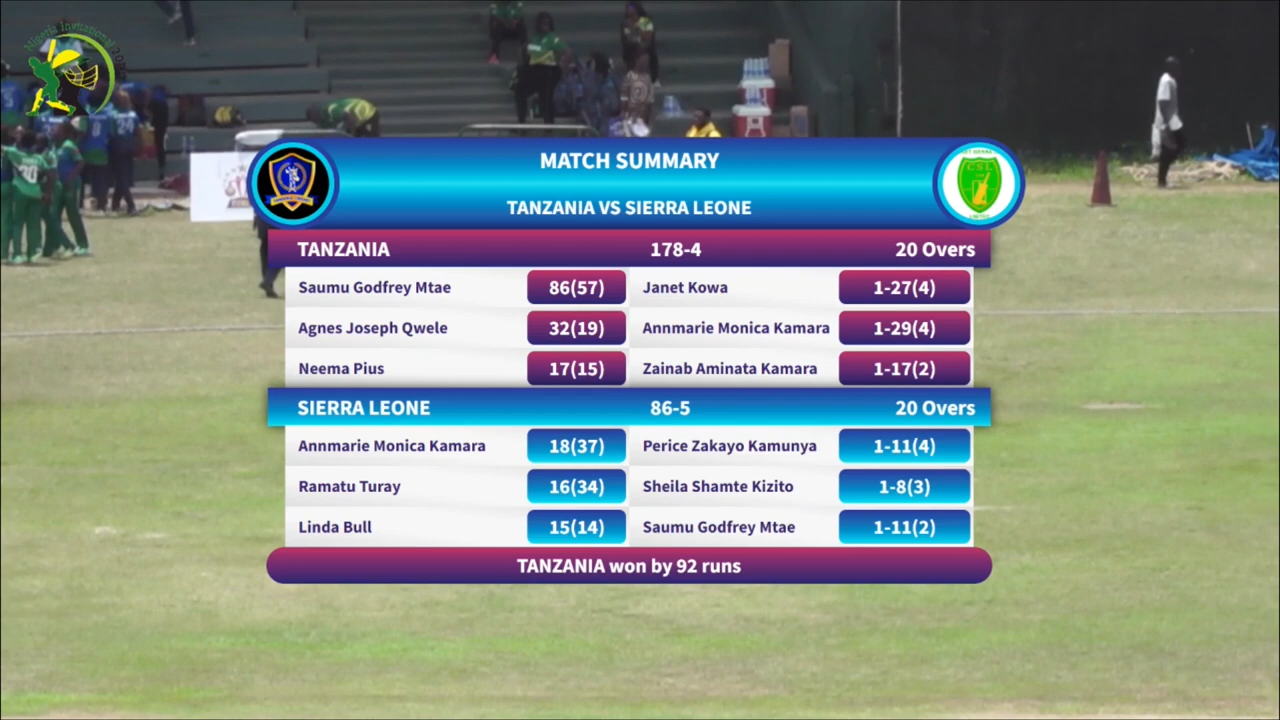 Nigeria Invitational
MATCH SUMMARY
TANZANIA VS SIERRA LEONE
TANZANIA 178-4 20 Overs
Saumu Godfrey Mtae 86(57) Janet Kowa 1-27(4)
Agnes Joseph Qwele 32(19) Annmarie Monica Kamara 1-29(4)
Neema Pius 17(15) Zainab Aminata Kamara 1-17(2)
SIERRA LEONE 86-5 20 Overs
Annmarie Monica Kamara 18(37) Perice Zakayo Kamunya 1-11(4)
Ramatu Turay 16(34) Sheila Shamte Kizito 1-8(3)
Linda Bull 15(14) Saumu Godfrey Mtae 1-11(2)
TANZANIA won by 92 runs